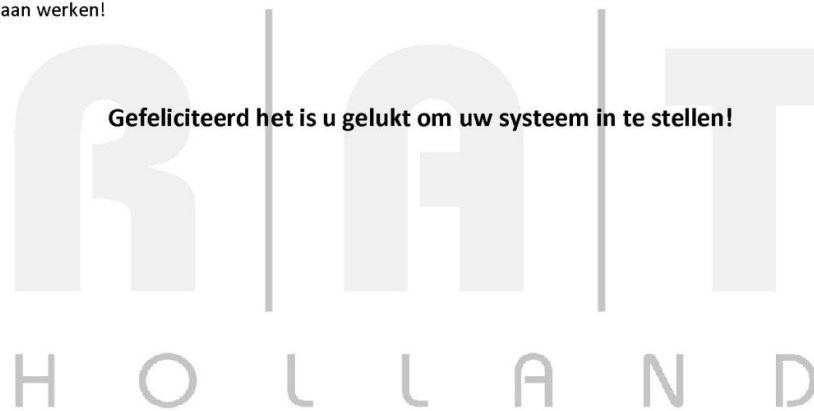 aan werken!
Gefeliciteerd het is u gelukt om uw systeem in te stellen!
RAT
HOLLAND